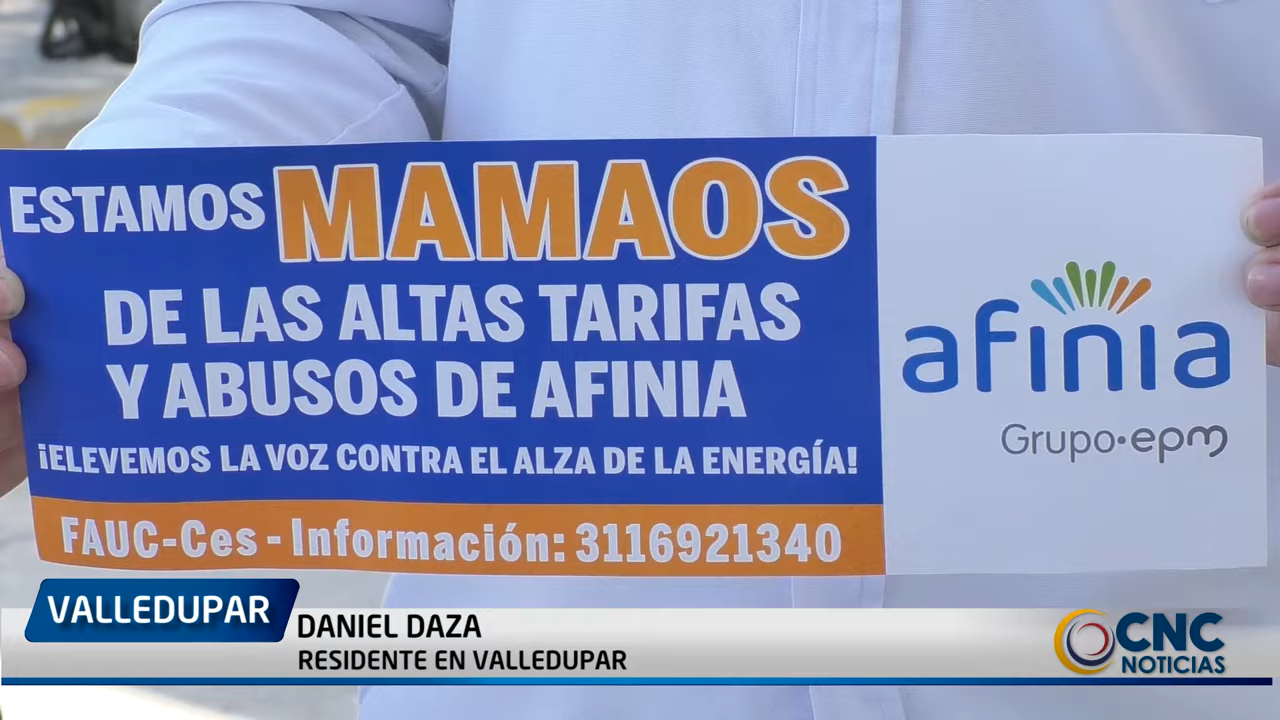 ESTAMOS MAMAOS
DE LAS ALTAS TARIFAS
Y ABUSOS DE AFINIA
¡ELEVEMOS LA VOZ CONTRA EL ALZA DE LA ENERGÍA!
FAUC-Ces - Información: 3116921340
afinia
Grupo·epm
VALLEDUPAR
DANIEL DAZA
RESIDENTE EN VALLEDUPAR
CNC
NOTICIAS